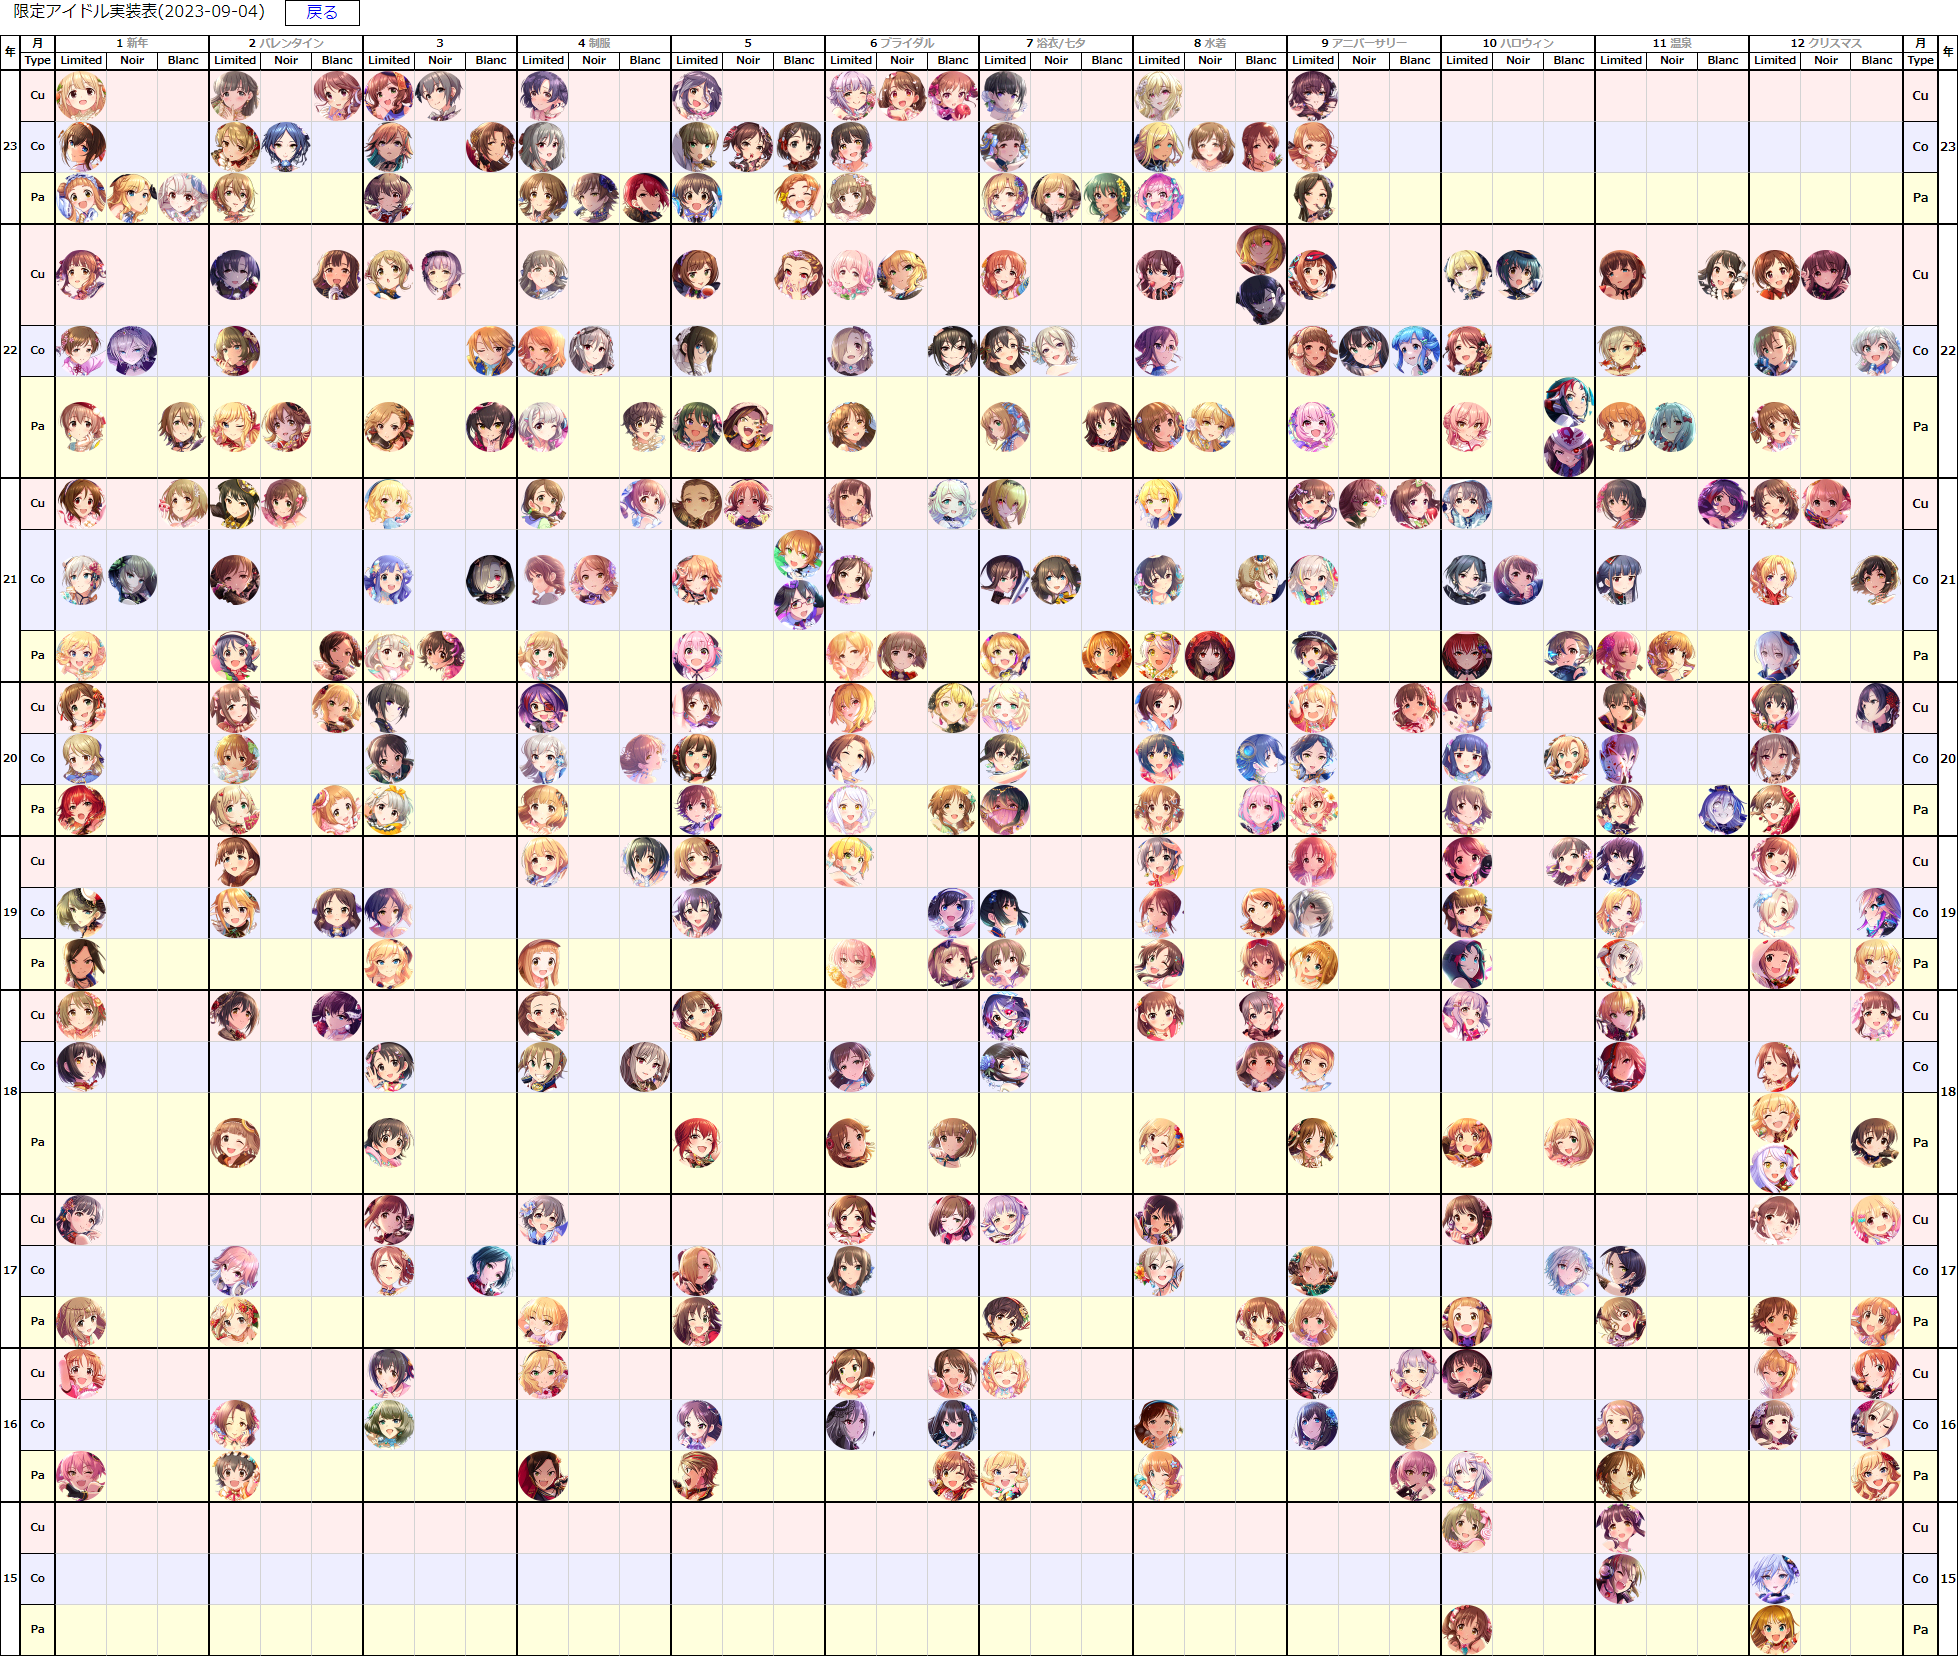 限定アイドル実装表(2023-09-04) 戻る
年 月 1 新年 2 バレンタイン 3 4 制服 5 6 ブライダル 7 浴衣/七夕 8 水着 9 アニバーサリー 10 ハロウィン 11 温泉 12 クリスマス 月 年
Type Limited Noir Blanc Limited Noir Blanc Limited Noir Blanc Limited Noir Blanc Limited Noir Blanc Limited Noir Blanc Limited Noir Blanc Limited Noir Blanc Limited Noir Blanc Limited Noir Blanc Limited Noir Blanc Limited Noir Blanc Type
Cu Cu
23 Co Co 23
Pa Pa
Cu Cu
22 Co Co 22
Pa Pa
Cu Cu
21 Co Co 21
Pa Pa
Cu Cu
20 Co Co 20
Pa Pa
Cu Cu
19 Co Co 19
Pa Pa
Cu Cu
Co Co
18 18
Pa Pa
Cu Cu
17 Co Co 17
Pa Pa
Cu Cu
16 Co Co 16
Pa Pa
Cu Cu
15 Co Co 15
Pa Pa